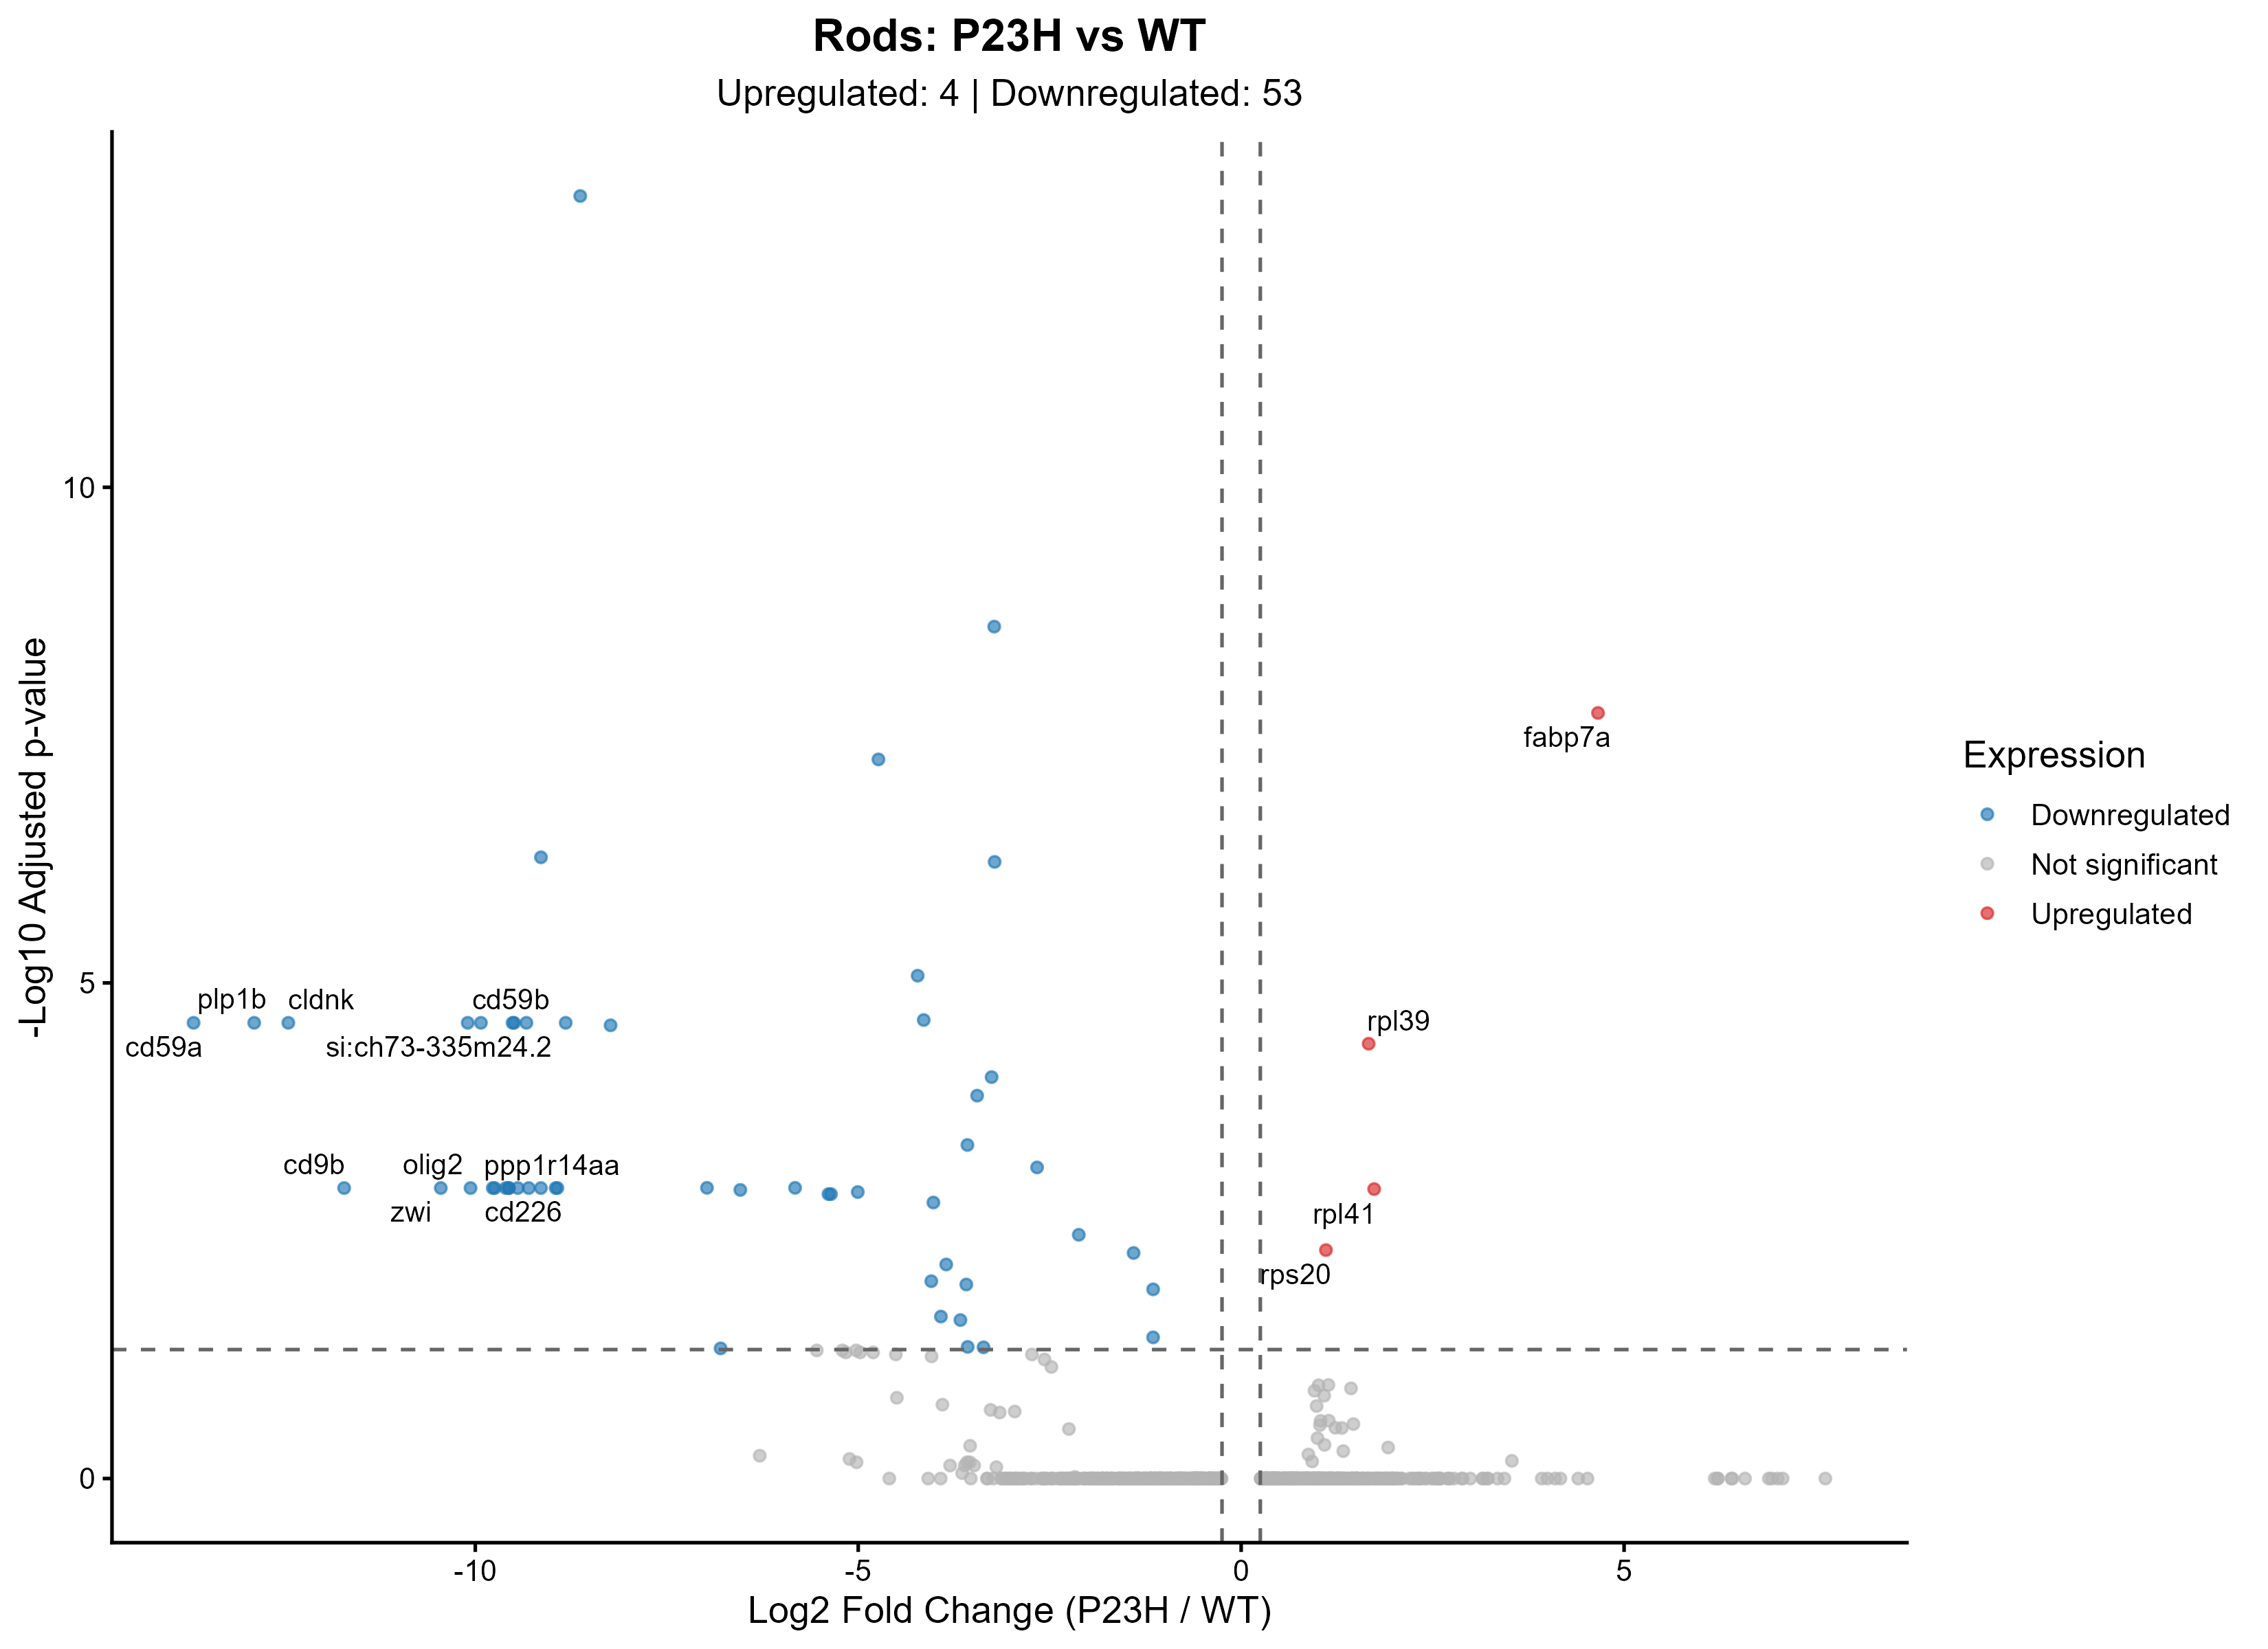 Rods: P23H vs WT
Upregulated: 4 | Downregulated: 53
-Log10 Adjusted p-value
10
5
0
fabp7a
plp1b
cldnk
cd59b
rpl39
cd59a
si:ch73-335m24.2
cd9b
olig2
ppp1r14aa
zwi
cd226
rpl41
rps20
-10
-5
0
5
Log2 Fold Change (P23H / WT)
Expression
Downregulated
Not significant
Upregulated